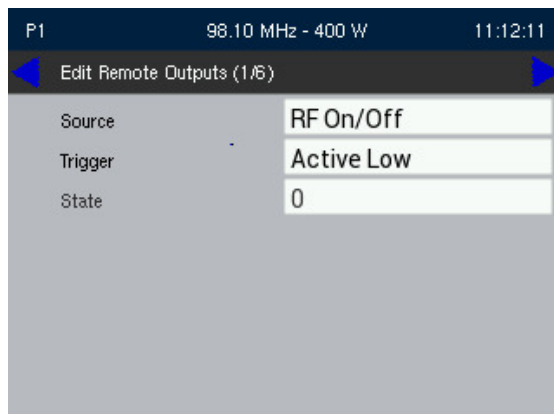 P1 98.10 MHz - 400 W 11:12:11
Edit Remote Outputs (1/6)
Source RF On/Off
Trigger Active Low
State 0